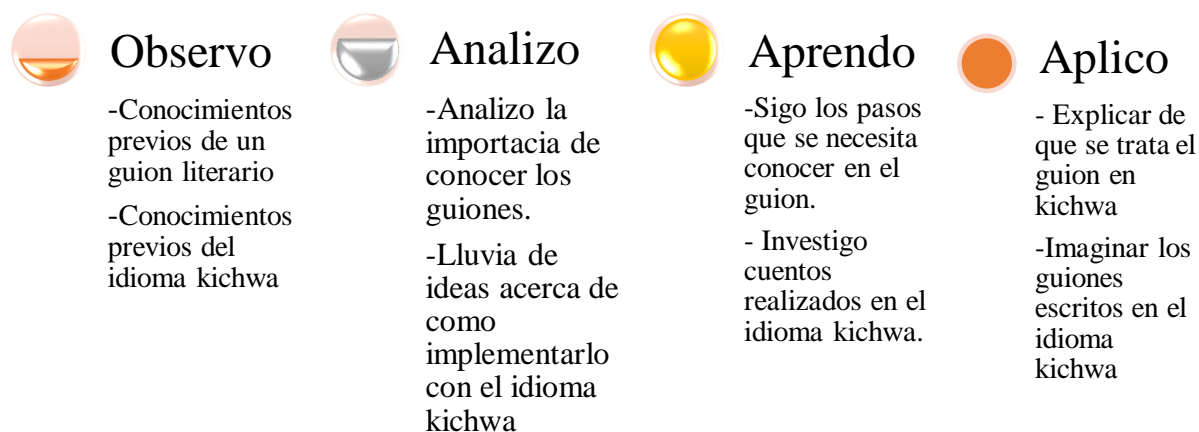 Observo
-Conocimientos
previos de un
guion literario
-Conocimientos
previos del
idioma kichwa
Analizo
-Analizo la
importacia de
conocer los
guiones.
-Lluvia de
ideas acerca de
como
implementarlo
con el idioma
kichwa
Aprendo
-Sigo los pasos
que se necesita
conocer en el
guion.
- Investigo
cuentos
realizados en el
idioma kichwa.
Aplico
- Explicar de
que se trata el
guion en
kichwa
-Imaginar los
guiones
escritos en el
idioma
kichwa